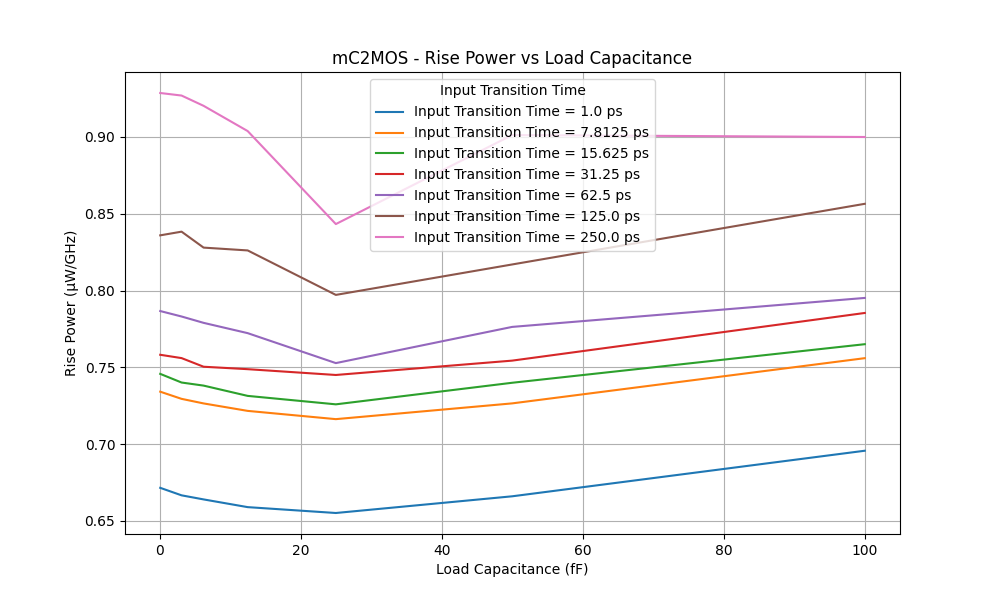 mC2MOS - Rise Power vs Load Capacitance
Input Transition Time
Input Transition Time = 1.0 ps
Input Transition Time = 7.8125 ps
Input Transition Time = 15.625 ps
Input Transition Time = 31.25 ps
Input Transition Time = 62.5 ps
Input Transition Time = 125.0 ps
Input Transition Time = 250.0 ps
Rise Power (µW/GHz)
0.90
0.85
0.80
0.75
0.70
0.65
0 20 40 60 80 100
Load Capacitance (fF)